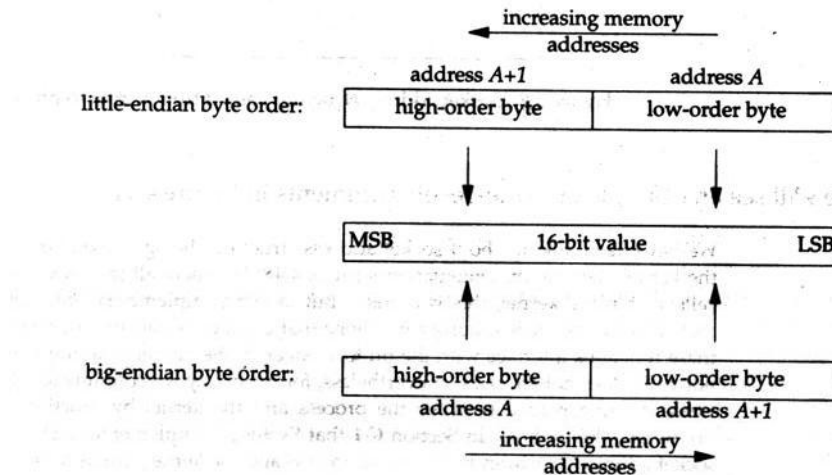 increasing memory
addresses
address A+1 address A
little-endian byte order: high-order byte low-order byte
MSB 16-bit value LSB
big-endian byte order: high-order byte low-order byte
address A address A+1
increasing memory
addresses